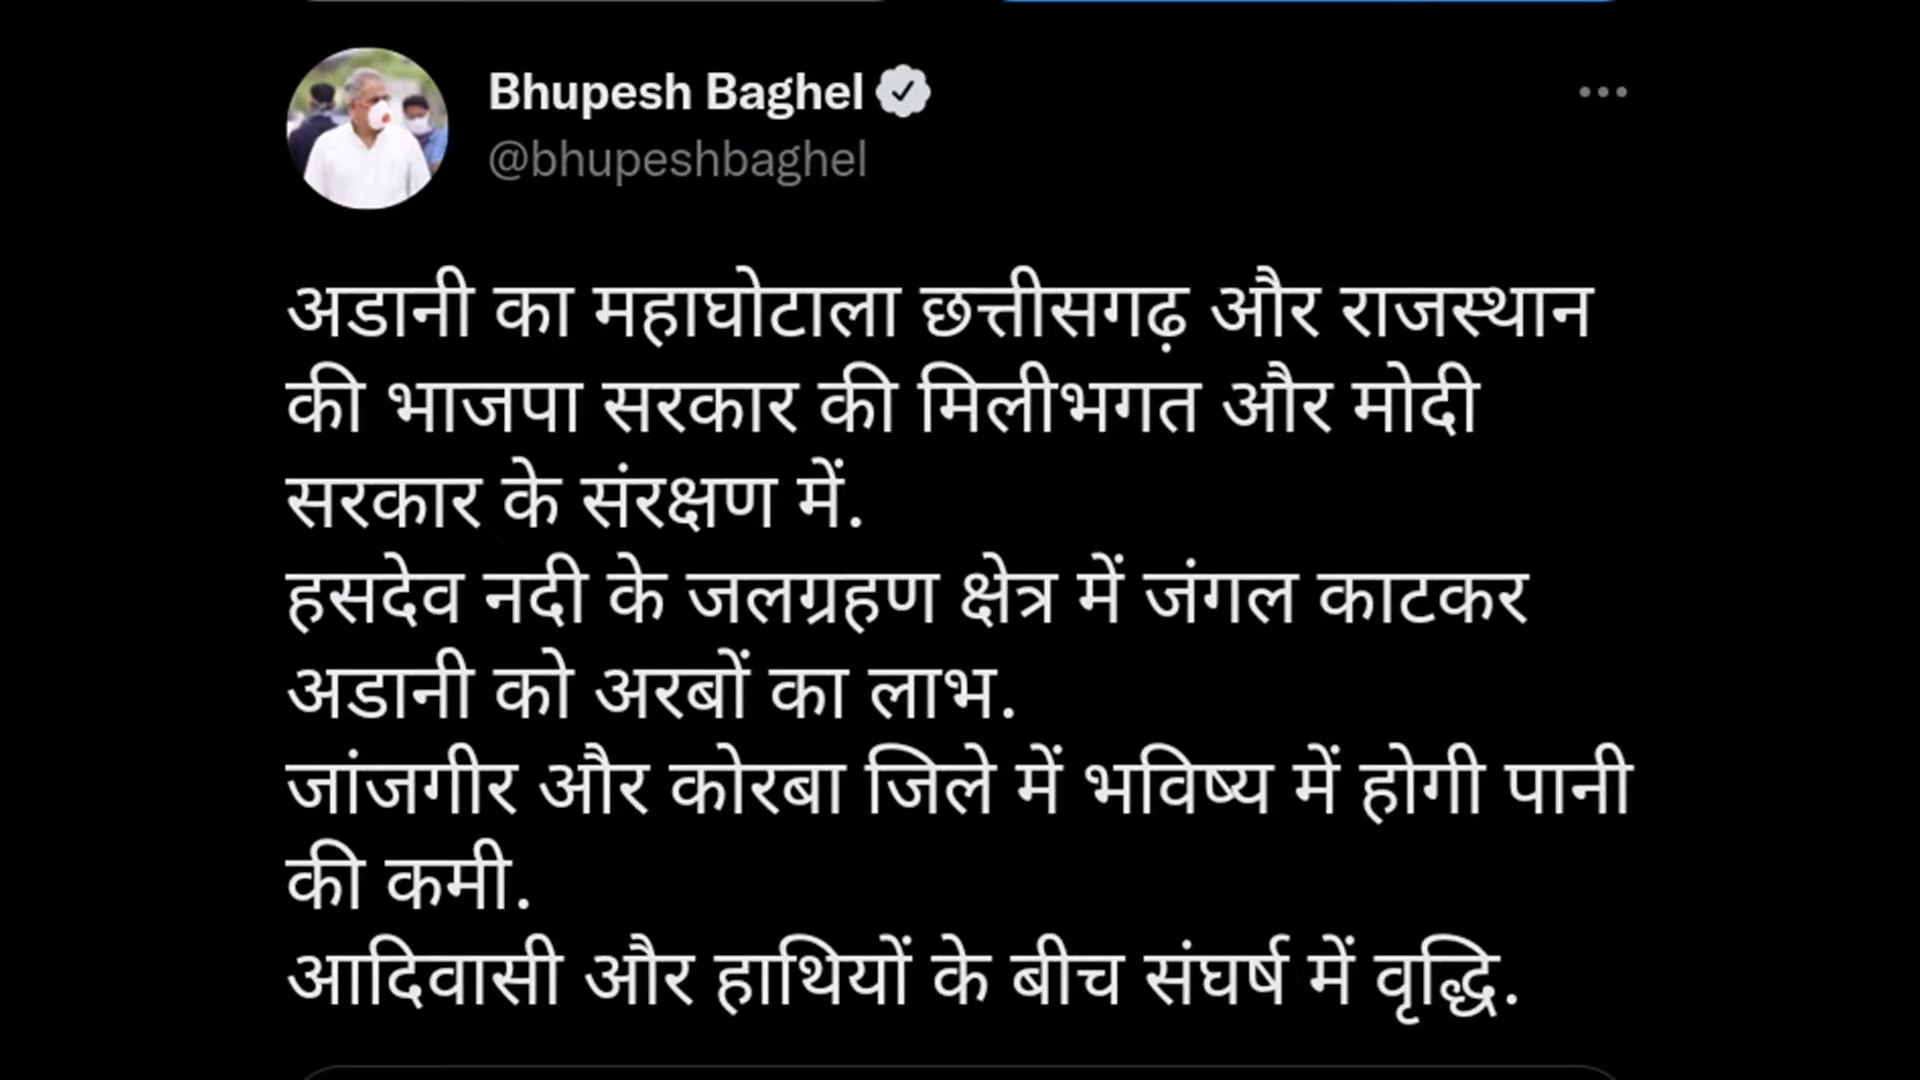 Bhupesh Baghel
@bhupeshbaghel
अडानी का महाघोटाला छत्तीसगढ़ और राजस्थान
की भाजपा सरकार की मिलीभगत और मोदी
सरकार के संरक्षण में.
हसदेव नदी के जलग्रहण क्षेत्र में जंगल काटकर
अडानी को अरबों का लाभ.
जांजगीर और कोरबा जिले में भविष्य में होगी पानी
की कमी.
आदिवासी और हाथियों के बीच संघर्ष में वृद्धि.